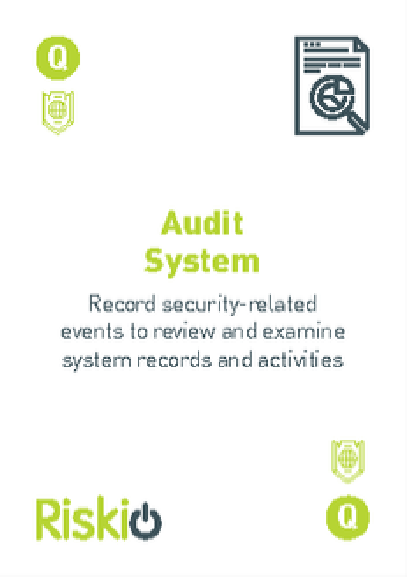 Q
Audit
System
Record security-related
events to review and examine
system records and activities
Riskio
Q